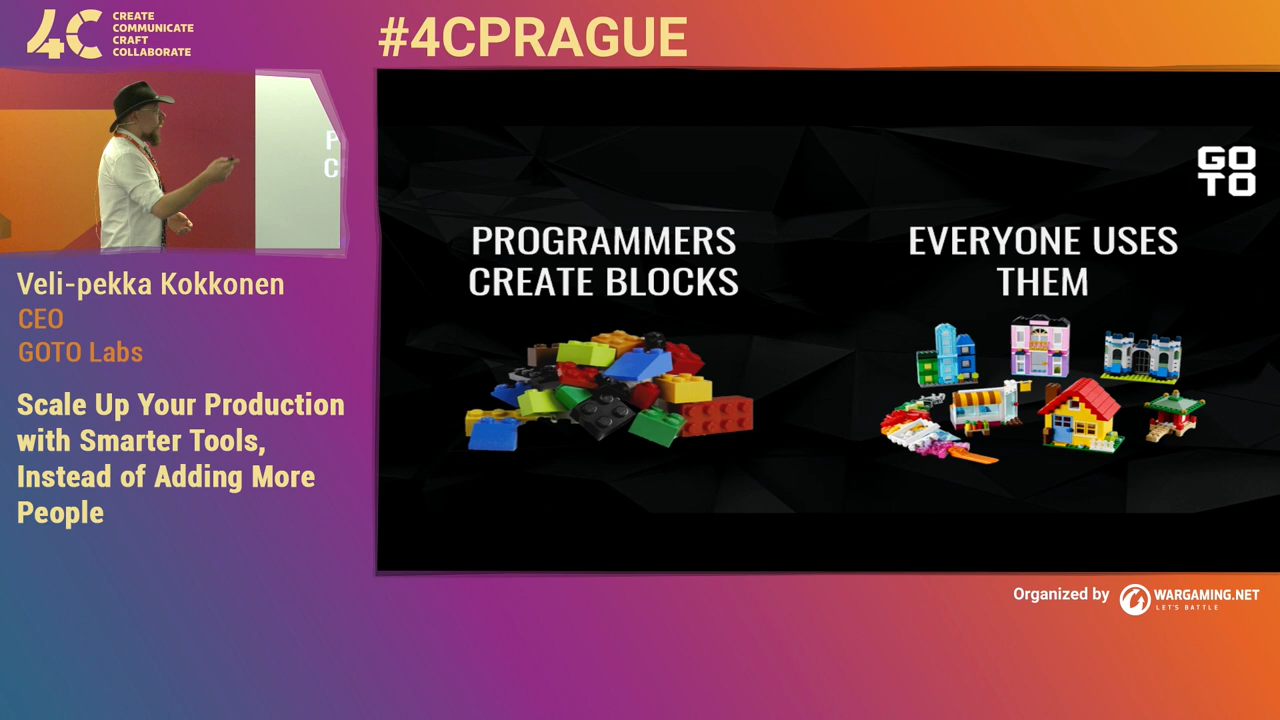 4C
CREATE
COMMUNICATE
CRAFT
COLLABORATE
#4CPRAGUE
P
C
Veli-pekka Kokkonen
CEO
GOTO Labs
Scale Up Your Production
with Smarter Tools,
Instead of Adding More
People
GO
TO
PROGRAMMERS
CREATE BLOCKS
EVERYONE USES
THEM
Organized by
WARGAMING.NET
LET'S BATTLE